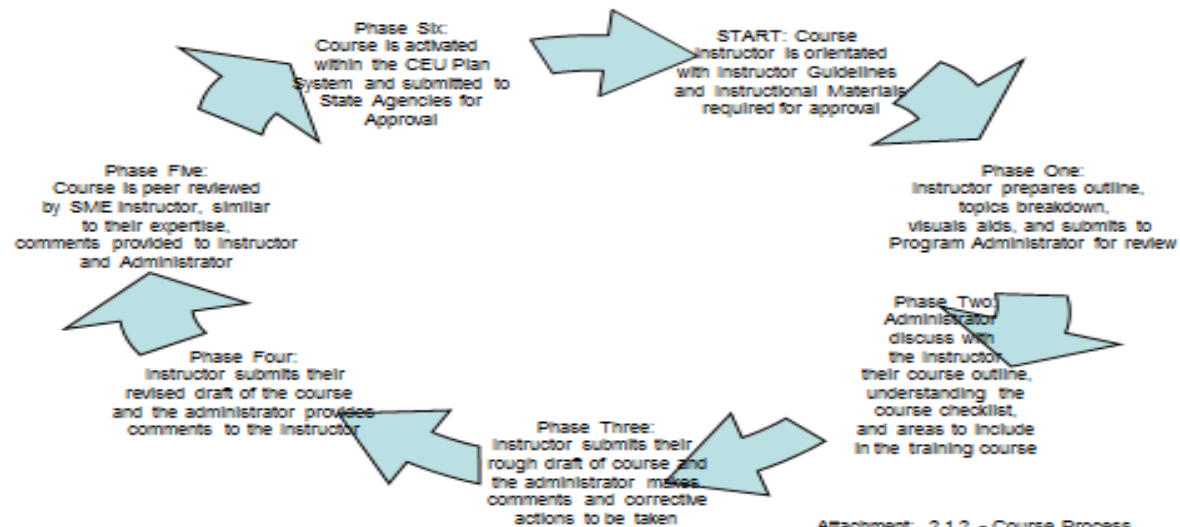 START: Course
Instructor is orientated
with Instructor Guidelines
and Instructional Materials
required for approval
Phase One:
Instructor prepares outline,
topics breakdown,
visuals aids, and submits to
Program Administrator for review
Phase Two:
Administrator
discuss with
the Instructor
their course outline,
understanding the
course checklist,
and areas to include
in the training course
Phase Three:
Instructor submits their
rough draft of course and
the administrator makes
comments and corrective
actions to be taken
Phase Four:
Instructor submits their
revised draft of the course
and the administrator provides
comments to the Instructor
Phase Five:
Course is peer reviewed
by SME Instructor, similar
to their expertise,
comments provided to Instructor
and Administrator
Phase Six:
Course is activated
within the CEU Plan
System and submitted to
State Agencies for
Approval
Attachment: 2.1.2. - Course Process